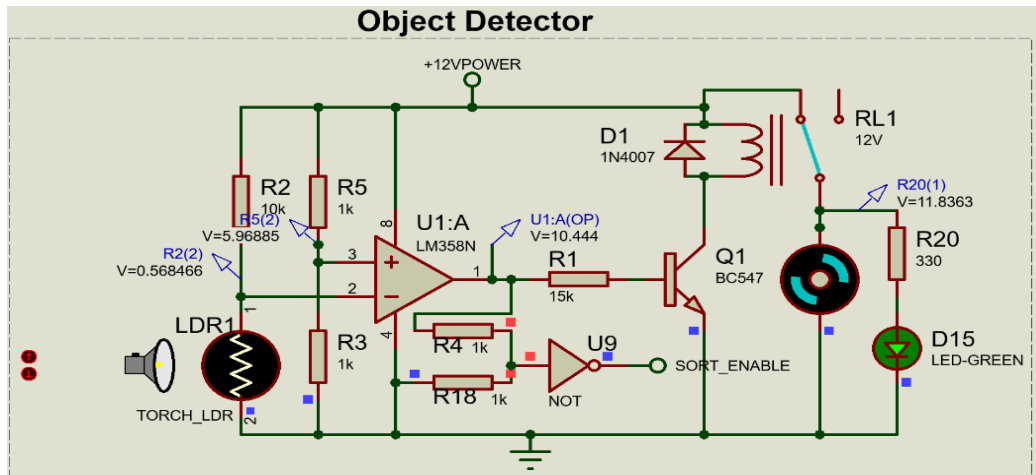 Object Detector
+12VPOWER
D1
1N4007
RL1
12V
R2
10k
R5
1k
R5(2)
V=5.96885
R2(2)
V=0.568466
U1:A
LM358N
U1:A(OP)
V=10.444
R20(1)
V=11.8363
8
3
2
1
4
R1
15k
Q1
BC547
R20
330
1
LDR1
2
TORCH_LDR
R3
1k
R4
1k
R18
1k
U9
NOT
SORT_ENABLE
D15
LED-GREEN